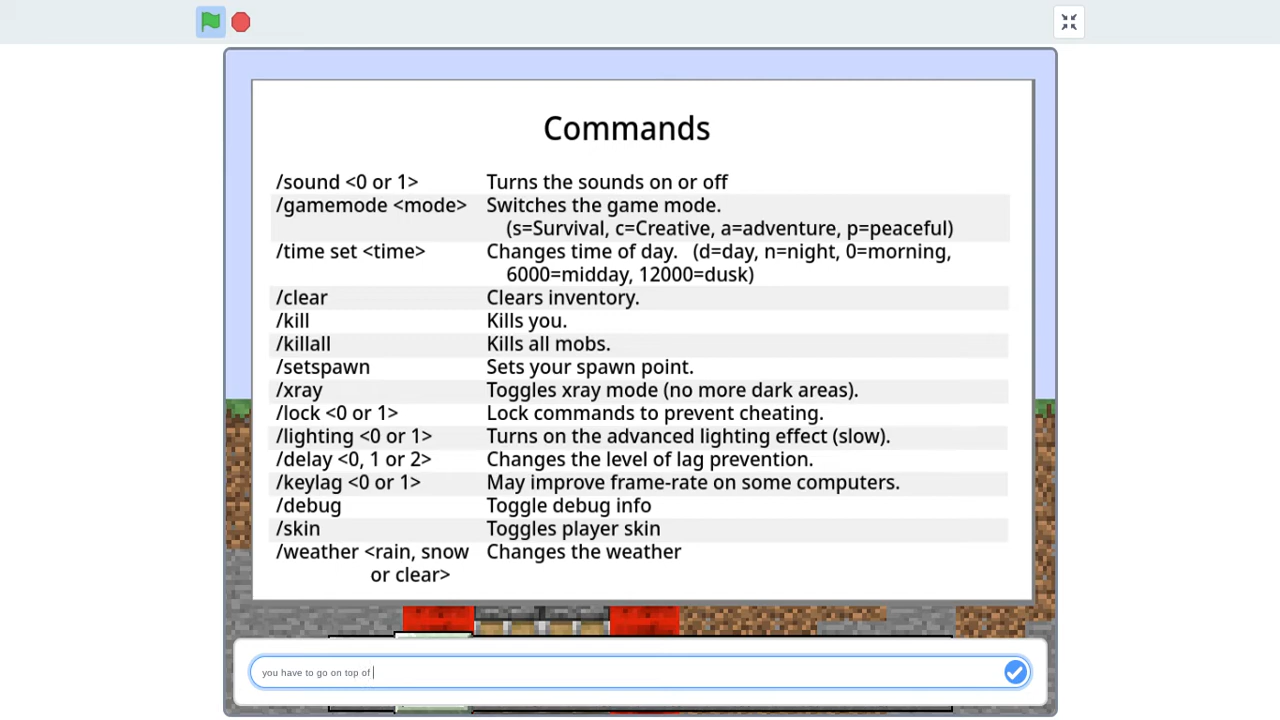 Commands
/sound <0 or 1> Turns the sounds on or off
/gamemode <mode> Switches the game mode.
(s=Survival, c=Creative, a=adventure, p=peaceful)
/time set <time> Changes time of day. (d=day, n=night, 0=morning,
6000=midday, 12000=dusk)
/clear Clears inventory.
/kill Kills you.
/killall Kills all mobs.
/setspawn Sets your spawn point.
/xray Toggles xray mode (no more dark areas).
/lock <0 or 1> Lock commands to prevent cheating.
/lighting <0 or 1> Turns on the advanced lighting effect (slow).
/delay <0, 1 or 2> Changes the level of lag prevention.
/keylag <0 or 1> May improve frame-rate on some computers.
/debug Toggle debug info
/skin Toggles player skin
/weather <rain, snow Changes the weather
or clear>
you have to go on top of